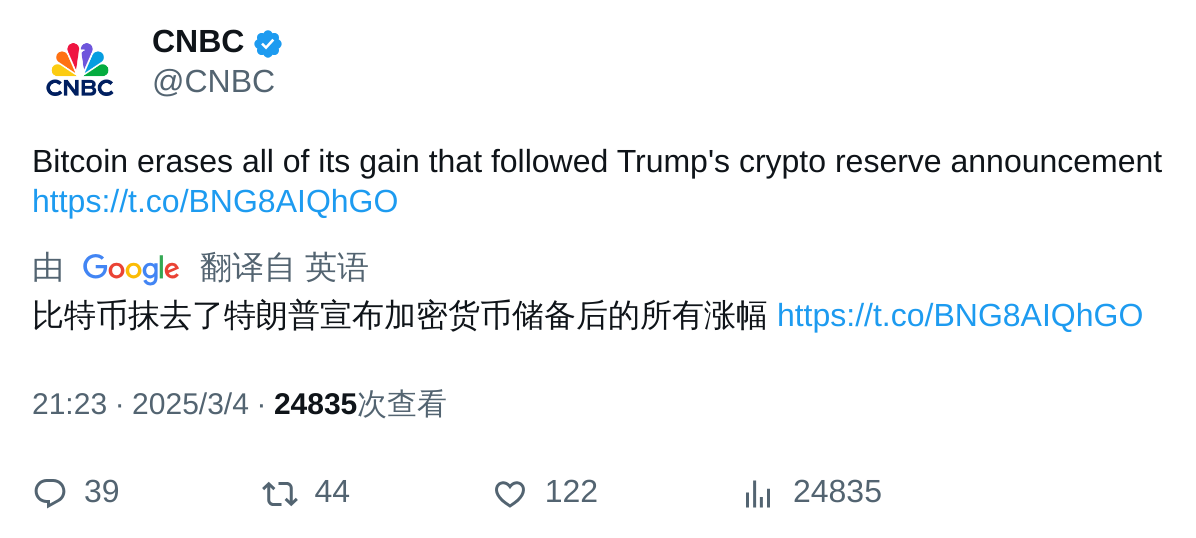 CNBC
@CNBC
CNBC
Bitcoin erases all of its gain that followed Trump's crypto reserve announcement
https://t.co/BNG8AIQhGO
由 Google 翻译自 英语
比特币抹去了特朗普宣布加密货币储备后的所有涨幅 https://t.co/BNG8AIQhGO
21:23 · 2025/3/4 · 24835次查看
39 44 122 24835